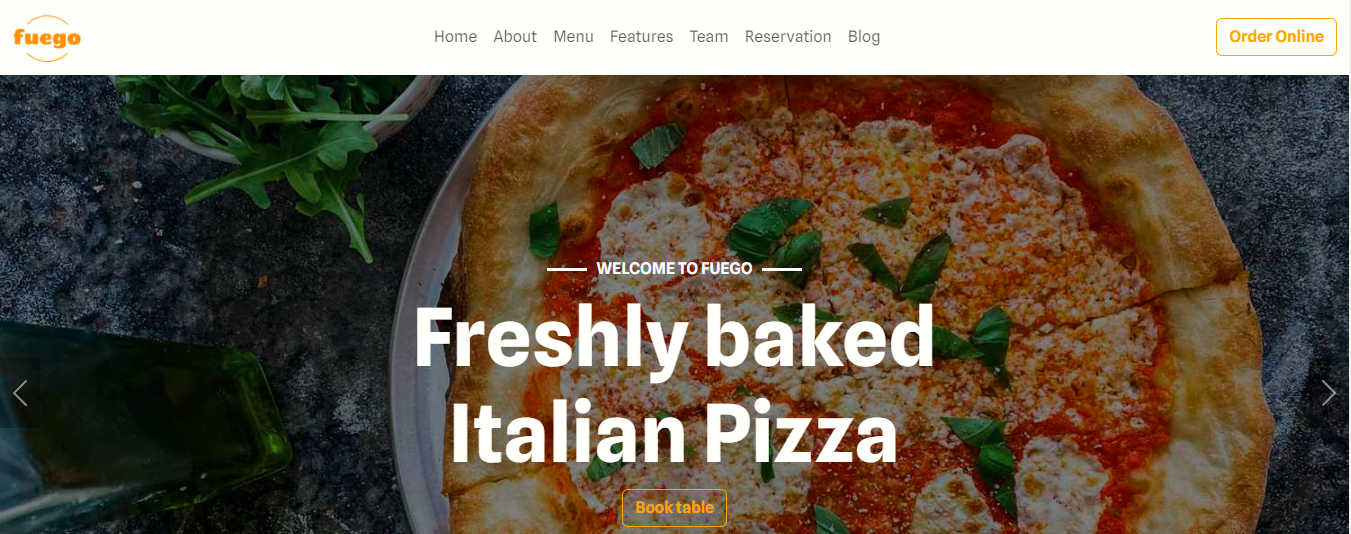 fuego
Home About Menu Features Team Reservation Blog
Order Online
WELCOME TO FUEGO
Freshly baked
Italian Pizza
Book table